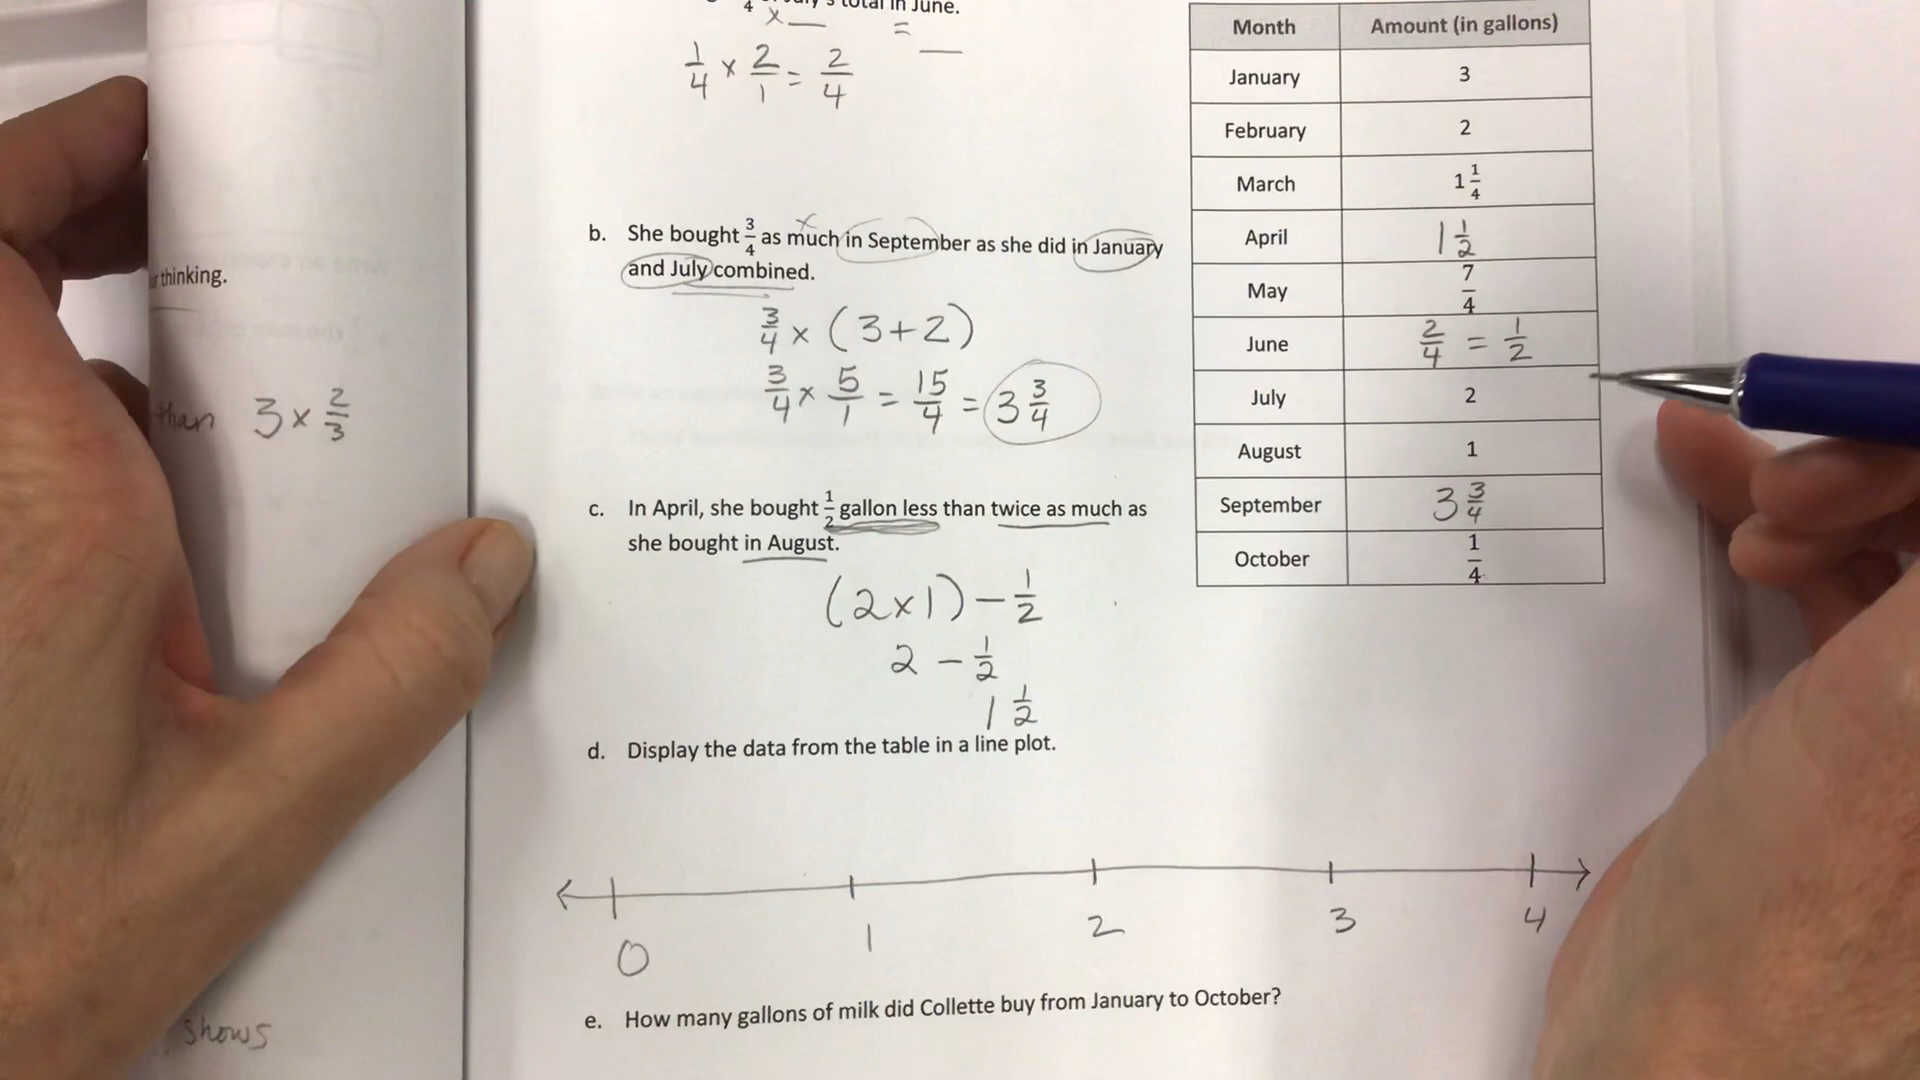 total in June.
4 × __ = __
1/4 × 2/1 = 2/4
b. She bought 3/4 as much in September as she did in January
×
and July combined.
3/4 × (3+2)
3/4 × 5/1 = 15/4 = 3 3/4
c. In April, she bought 1/2 gallon less than twice as much as
she bought in August.
(2×1) - 1/2
2 - 1/2
1 1/2
d. Display the data from the table in a line plot.
0 1 2 3 4
e. How many gallons of milk did Collette buy from January to October?
Month Amount (in gallons)
January 3
February 2
March 1 1/4
April 1 1/2
May 7/4
June 2/4 = 1/2
July 2
August 1
September 3 3/4
October 1/4
thinking.
than 3 × 2/3
shows